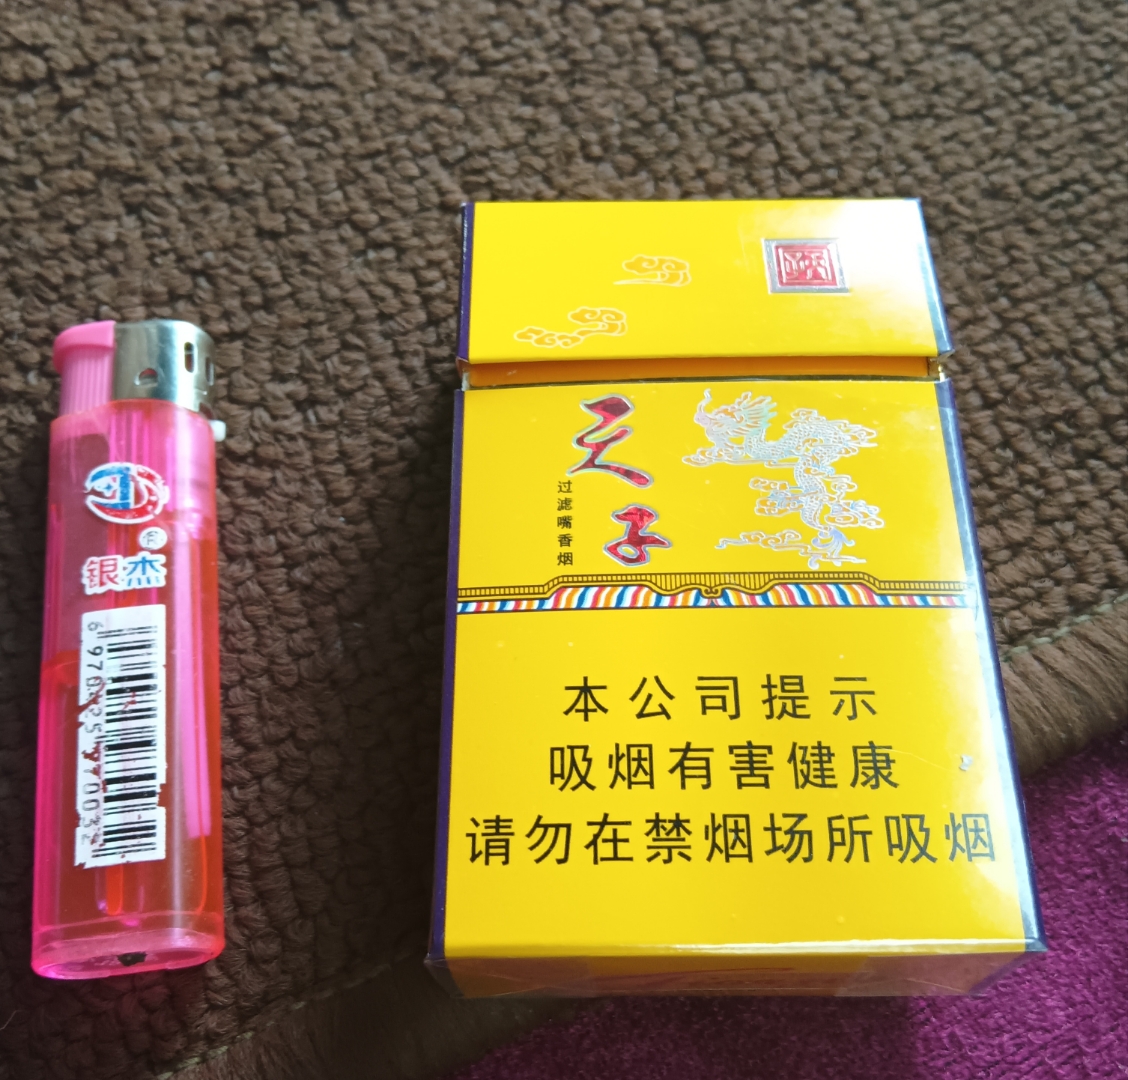 天子
过滤嘴香烟
本公司提示
吸烟有害健康
请勿在禁烟场所吸烟
银杰